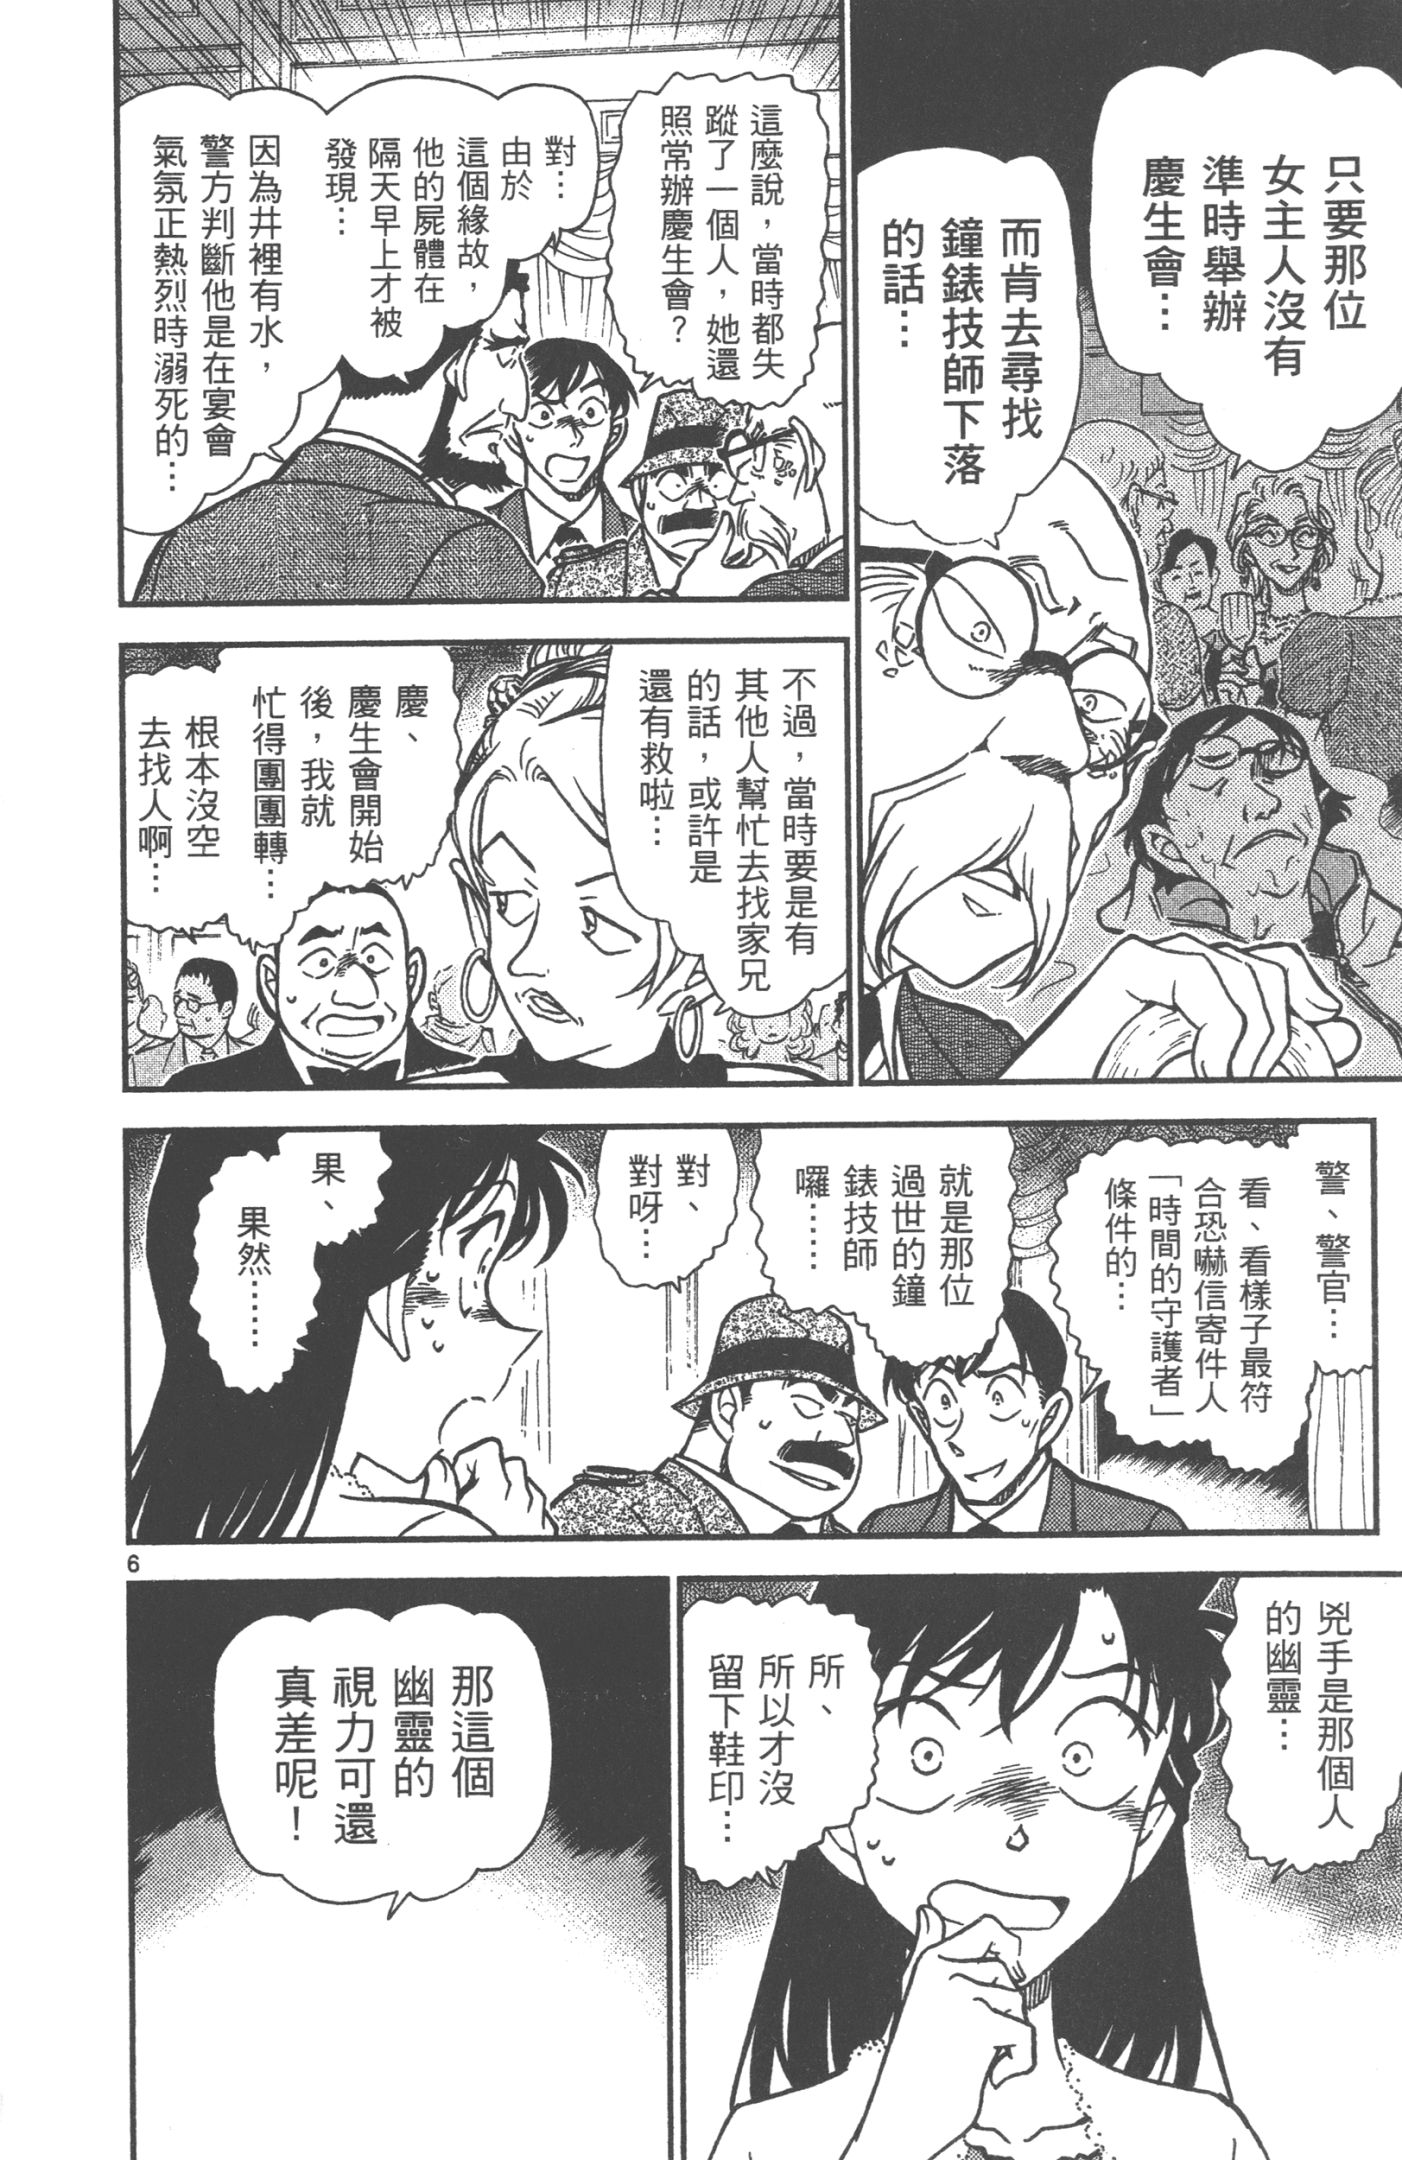 只要那位
女主人沒有
準時舉辦
慶生會…
而肯去尋找
鐘錶技師下落
的話…
這麼說，當時都失
蹤了一個人，她還
照常辦慶生會？
對…
由於
這個緣故，
他的屍體在
隔天早上才被
發現…
因為井裡有水，
警方判斷他是在宴會
氣氛正熱烈時溺死的…
不過，當時要是有
其他人幫忙去找家兄
的話，或許是
還有救啦…
慶、
慶生會開始
後，我就
忙得團團轉…
根本沒空
去找人啊…
警、警官…
看、看樣子最符
合恐嚇信寄件人
「時間的守護者」
條件的…
就是那位
過世的鐘
錶技師
囉……
對、
對呀…
果、
果然……
6
兇手是那個人
的幽靈…
所、
所以才沒
留下鞋印…
那這個
幽靈的
視力可還
真差呢！